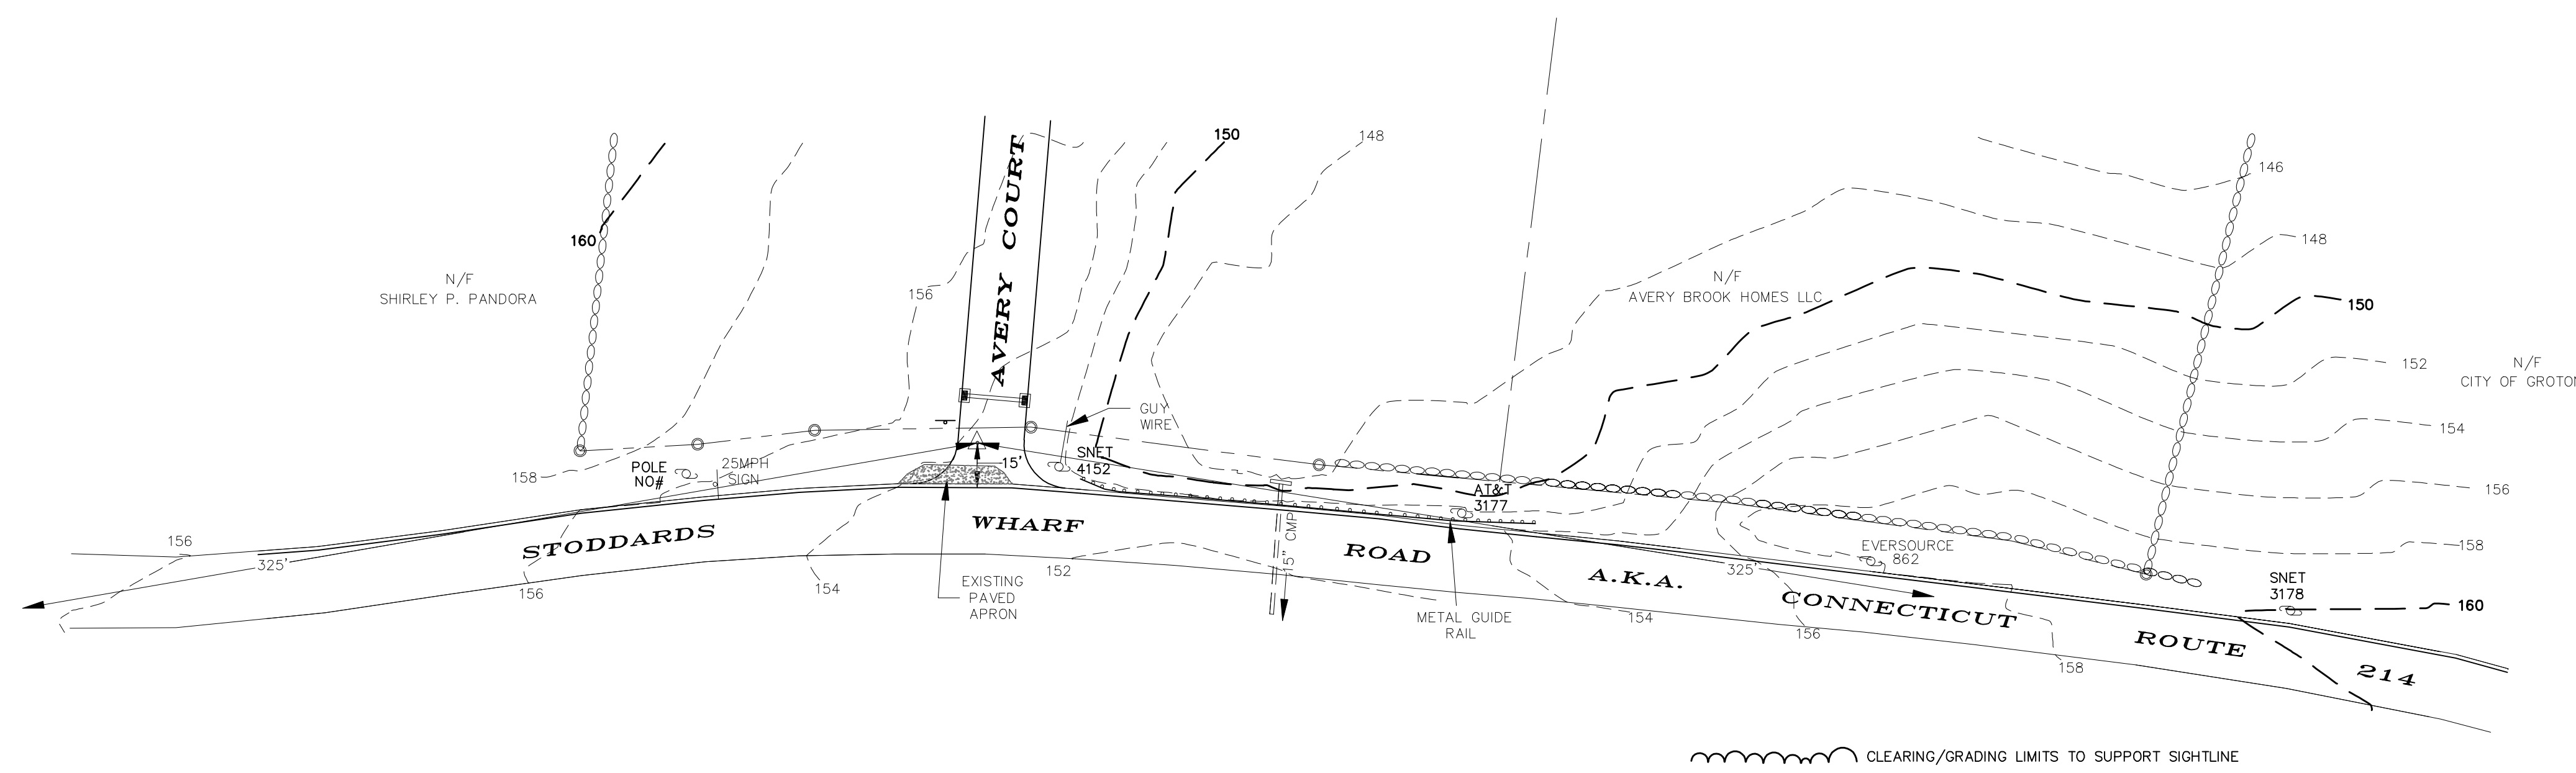 150
148
146
160
148
N/F
SHIRLEY P. PANDORA
156
AVERY COURT
N/F
AVERY BROOK HOMES LLC
150
152
N/F
CITY OF GROTON
GUY
WIRE
154
SNET
4152
15'
25MPH
SIGN
POLE
NO#
158
156
AT&T
3177
15" CMP
STODDARDS WHARF ROAD A.K.A. CONNECTICUT ROUTE 214
156
325'
156
154
EXISTING
PAVED
APRON
152
METAL GUIDE
RAIL
325'
EVERSOURCE
862
158
SNET
3178
160
154
156
158
CLEARING/GRADING LIMITS TO SUPPORT SIGHTLINE